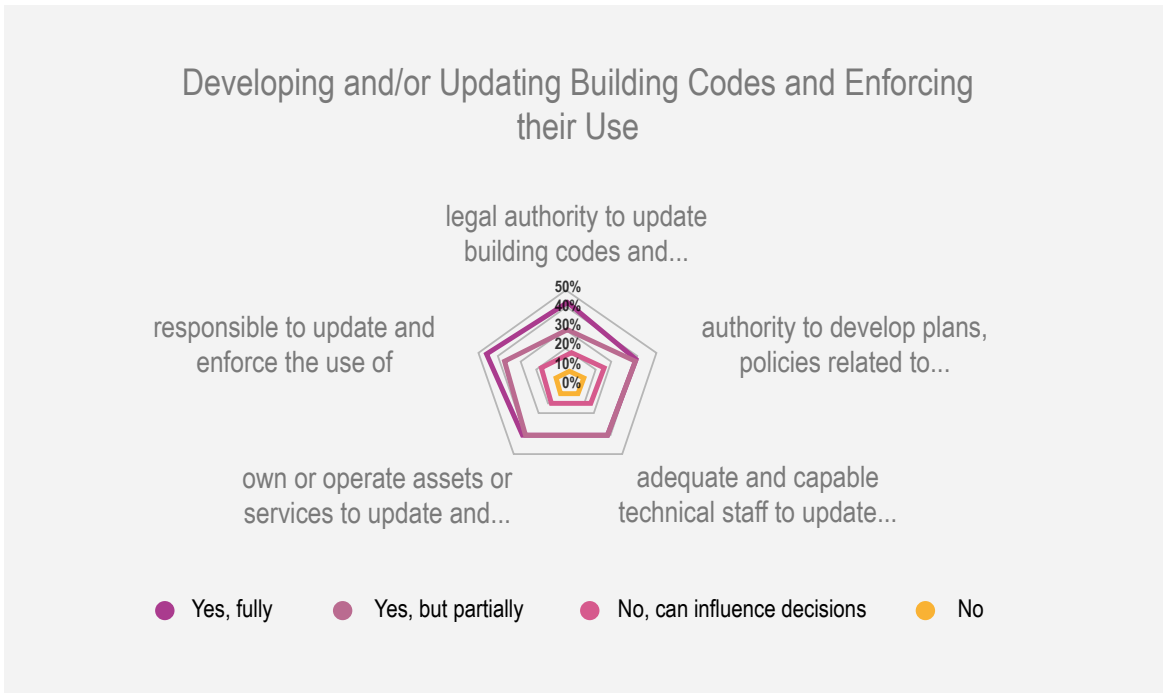 Developing and/or Updating Building Codes and Enforcing
their Use
legal authority to update
building codes and...
50%
40%
30%
20%
10%
0%
responsible to update and
enforce the use of
authority to develop plans,
policies related to...
own or operate assets or
services to update and...
adequate and capable
technical staff to update...
Yes, fully
Yes, but partially
No, can influence decisions
No